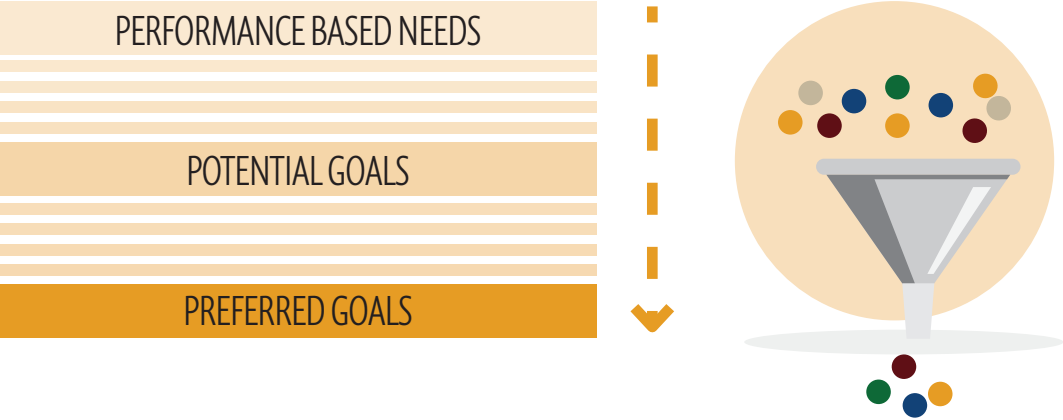 PERFORMANCE BASED NEEDS
POTENTIAL GOALS
PREFERRED GOALS